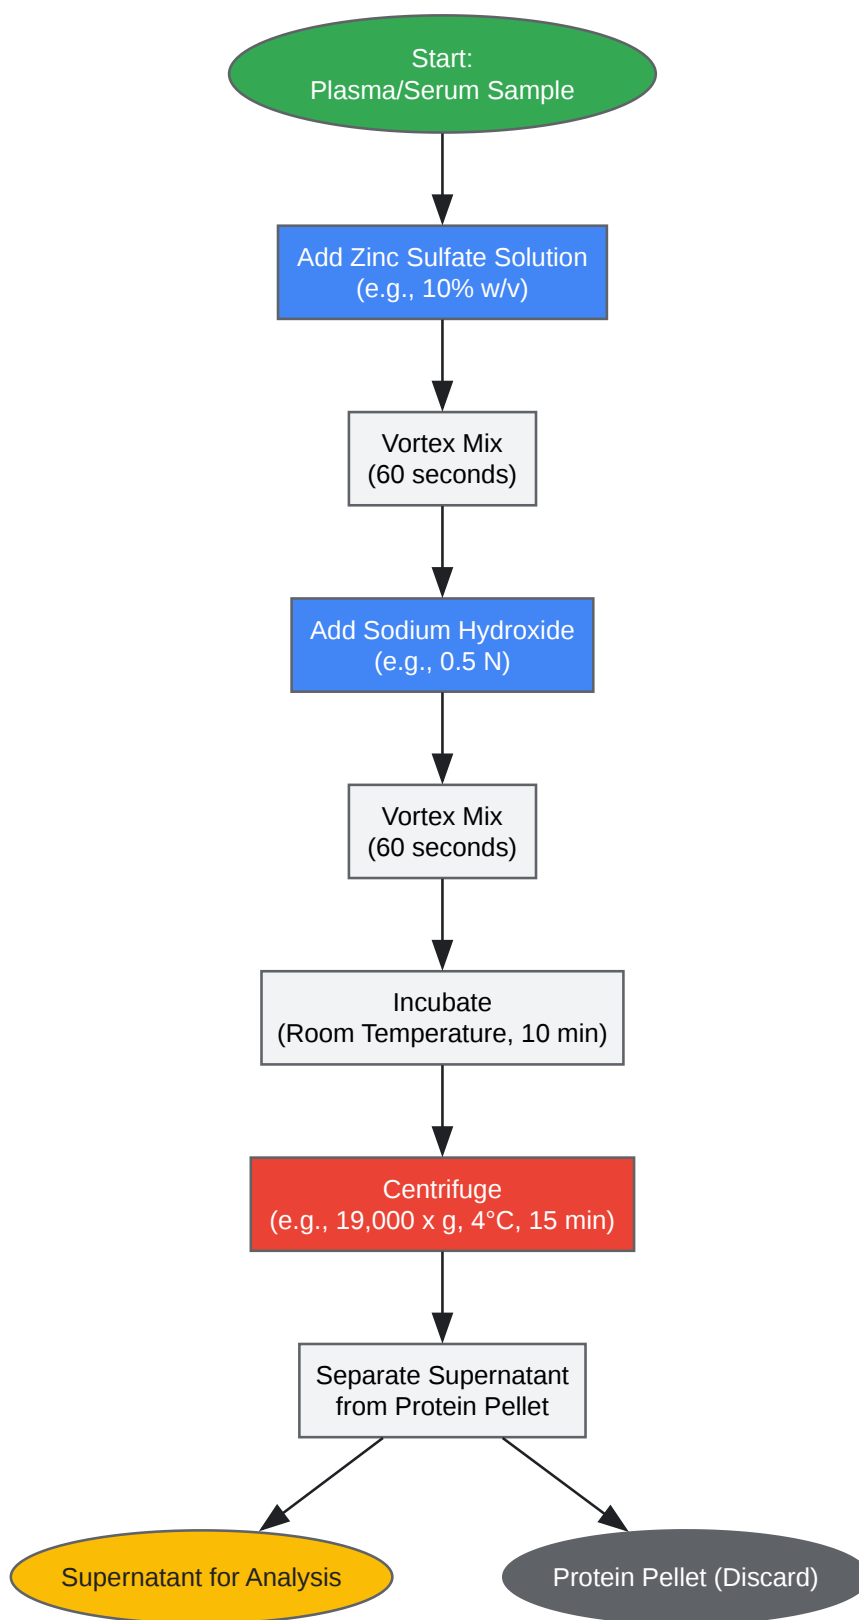 Start:
Plasma/Serum Sample
Add Zinc Sulfate Solution
(e.g., 10% w/v)
Vortex Mix
(60 seconds)
Add Sodium Hydroxide
(e.g., 0.5 N)
Vortex Mix
(60 seconds)
Incubate
(Room Temperature, 10 min)
Centrifuge
(e.g., 19,000 x g, 4°C, 15 min)
Separate Supernatant
from Protein Pellet
Supernatant for Analysis
Protein Pellet (Discard)